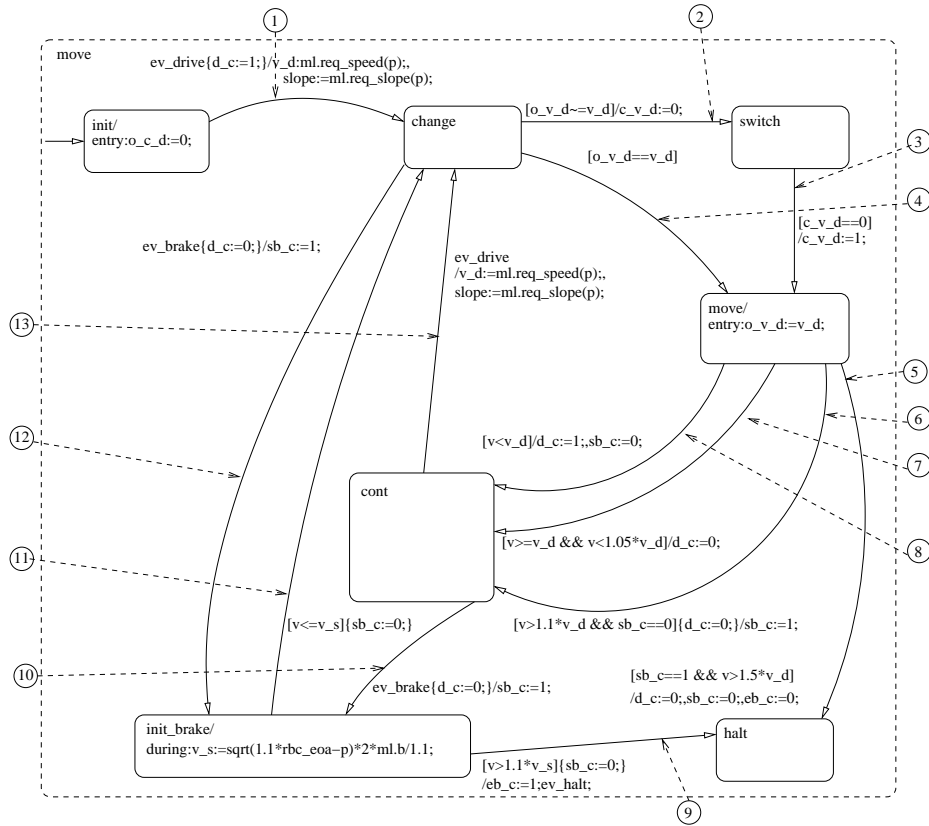 1
2
move
ev_drive{d_c:=1;}/v_d:ml.req_speed(p);,
slope:=ml.req_slope(p);
init/
entry:o_c_d:=0;
change
[o_v_d~=v_d]/c_v_d:=0;
switch
3
[o_v_d==v_d]
4
[c_v_d==0]
/c_v_d:=1;
ev_brake{d_c:=0;}/sb_c:=1;
ev_drive
/v_d:=ml.req_speed(p);,
slope:=ml.req_slope(p);
13
move/
entry:o_v_d:=v_d;
5
6
12
[v<v_d]/d_c:=1;,sb_c:=0;
7
cont
[v>=v_d && v<1.05*v_d]/d_c:=0;
8
11
[v<=v_s]{sb_c:=0;}
[v>1.1*v_d && sb_c==0]{d_c:=0;}/sb_c:=1;
10
ev_brake{d_c:=0;}/sb_c:=1;
[sb_c==1 && v>1.5*v_d]
/d_c:=0;,sb_c:=0;,eb_c:=0;
init_brake/
during:v_s:=sqrt(1.1*rbc_eoa−p)*2*ml.b/1.1;
halt
[v>1.1*v_s]{sb_c:=0;}
/eb_c:=1;ev_halt;
9